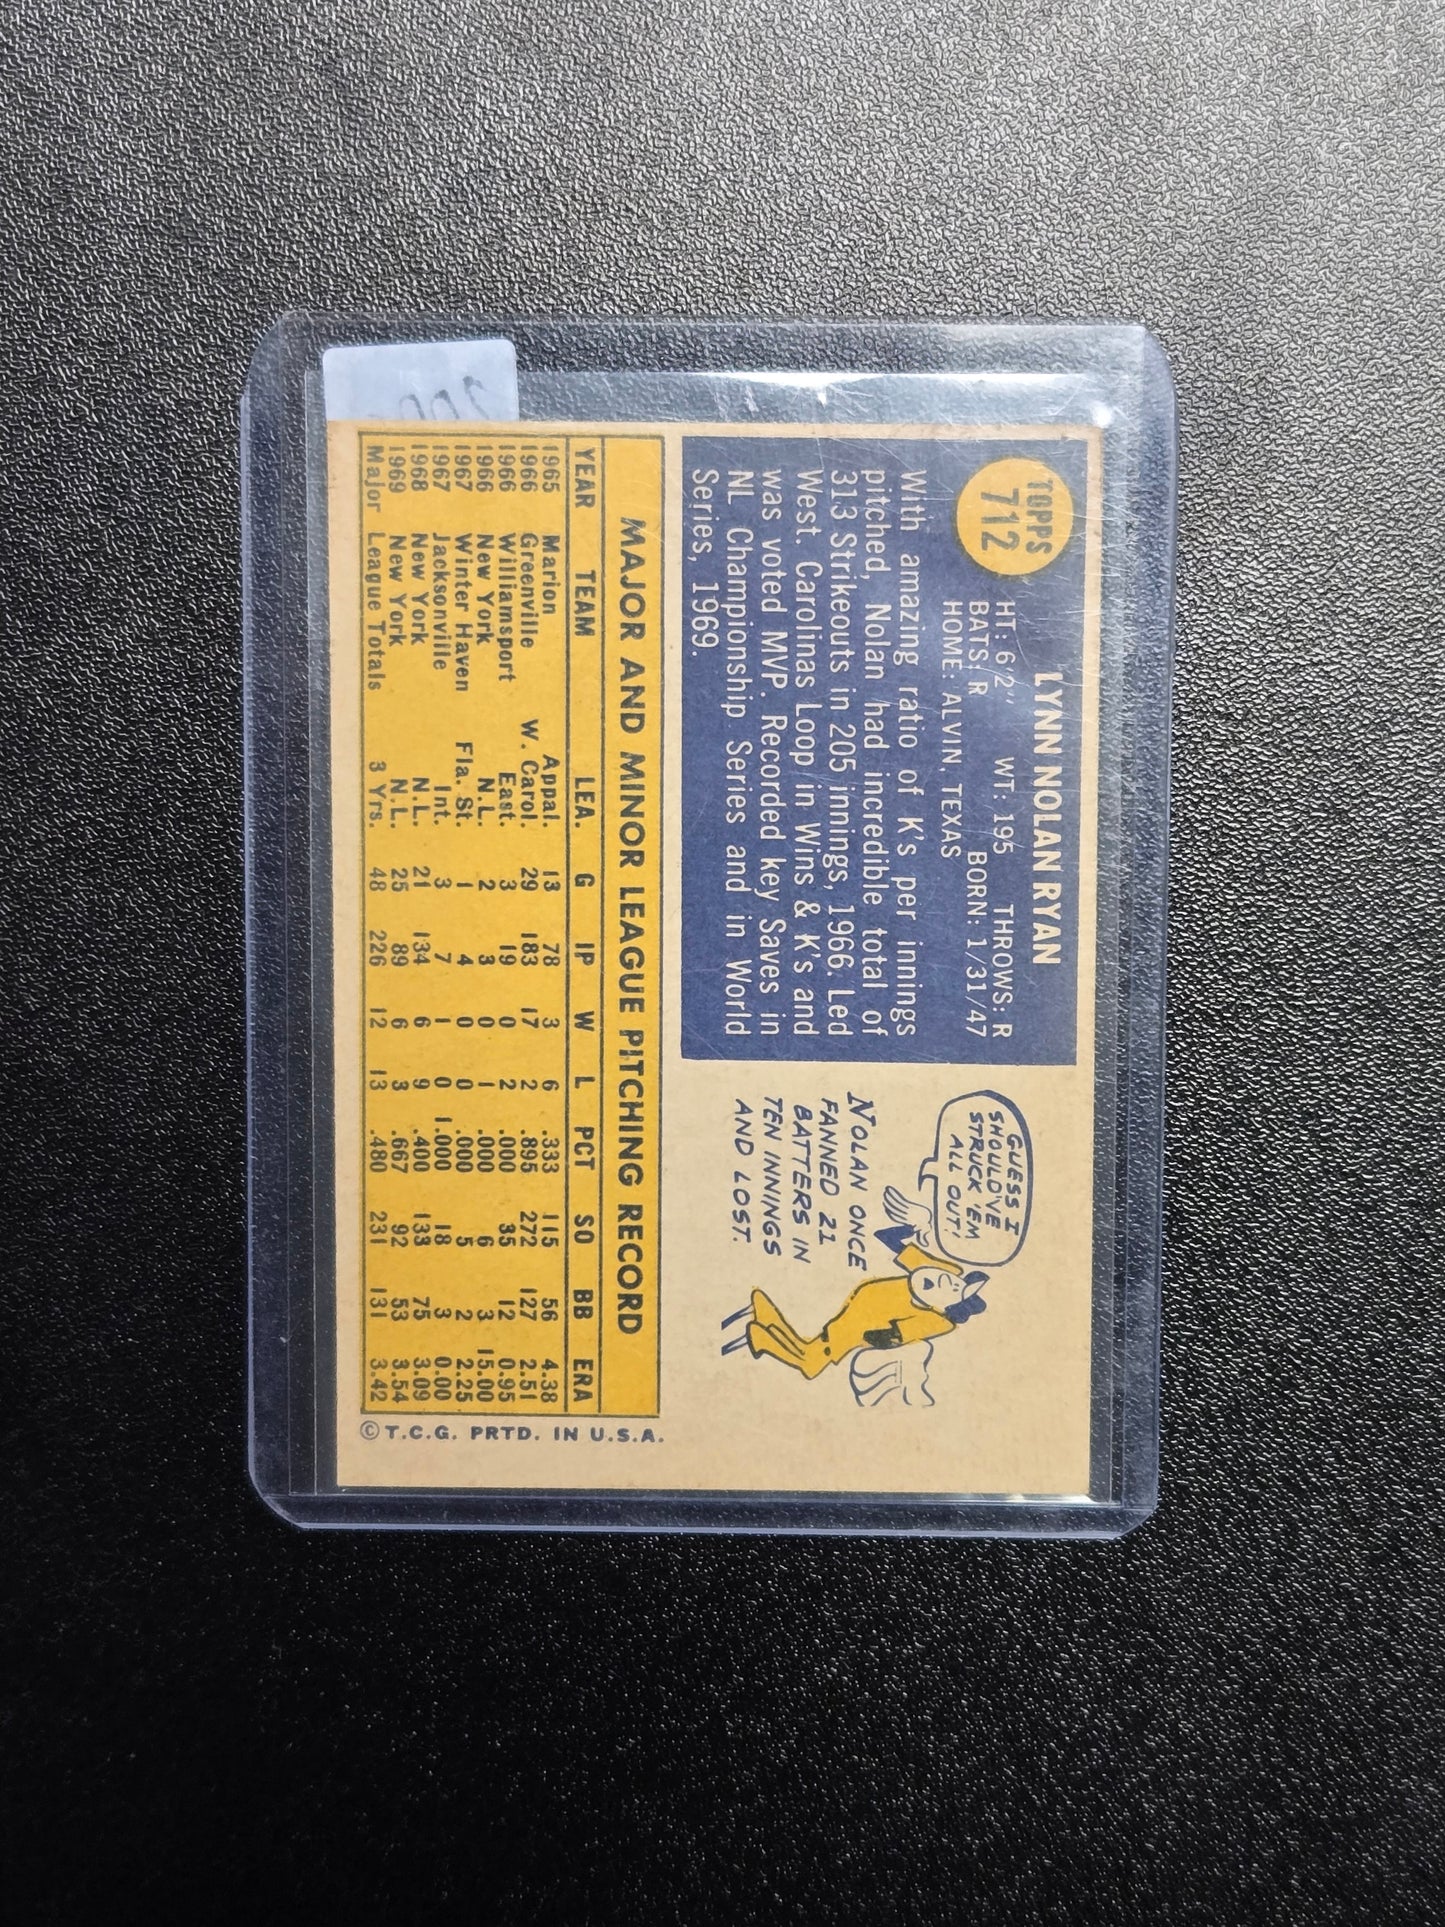 TOPPS
712
LYNN NOLAN RYAN
HT: 6'2" WT: 195 THROWS: R
BATS: R BORN: 1/31/47
HOME: ALVIN, TEXAS
With amazing ratio of K's per innings
pitched, Nolan had incredible total of
313 Strikeouts in 205 innings, 1966. Led
West. Carolinas Loop in Wins & K's and
was voted MVP. Recorded key Saves in
NL Championship Series and in World
Series, 1969.
GUESS I
SHOULD'VE
STRUCK 'EM
ALL OUT!
NOLAN ONCE
FANNED 21
BATTERS IN
TEN INNINGS
AND LOST.
MAJOR AND MINOR LEAGUE PITCHING RECORD
YEAR TEAM LEA. G IP W L PCT SO BB ERA
1965 Marion Appal. 13 78 3 6 .333 115 56 4.38
1966 Greenville W. Carol. 29 183 17 2 .895 272 127 2.51
1966 Williamsport East. 3 19 0 2 .000 35 12 0.95
1966 New York N.L. 2 3 0 1 .000 6 3 15.00
1967 Winter Haven Fla. St. 1 4 0 0 .000 5 2 2.25
1967 Jacksonville Int. 3 7 1 0 1.000 18 3 0.00
1968 New York N.L. 21 134 6 9 .400 133 75 3.09
1969 New York N.L. 25 89 6 3 .667 92 53 3.54
Major League Totals 3 Yrs. 48 226 12 13 .480 231 131 3.42
© T.C.G. PRTD. IN U.S.A.